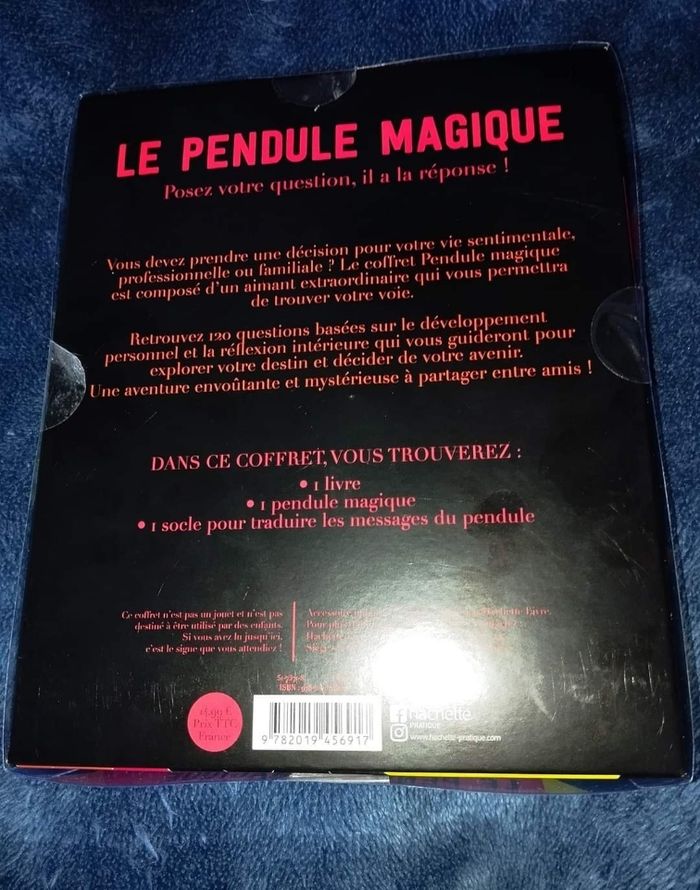 LE PENDULE MAGIQUE
Posez votre question, il a la réponse !
Vous devez prendre une décision pour votre vie sentimentale,
professionnelle ou familiale ? Le coffret Pendule magique
est composé d'un aimant extraordinaire qui vous permettra
de trouver votre voie.
Retrouvez 120 questions basées sur le développement
personnel et la réflexion intérieure qui vous guideront pour
explorer votre destin et décider de votre avenir.
Une aventure envoûtante et mystérieuse à partager entre amis !
DANS CE COFFRET, VOUS TROUVEREZ :
• 1 livre
• 1 pendule magique
• 1 socle pour traduire les messages du pendule
Ce coffret n'est pas un jouet et n'est pas
destiné à être utilisé par des enfants.
Si vous avez lu jusqu'ici,
c'est le signe que vous attendiez !
Livre.
Pour plus
ISBN :
Prix TTC
France
9 782019 456917
hachette
PRATIQUE
www.hachette-pratique.com